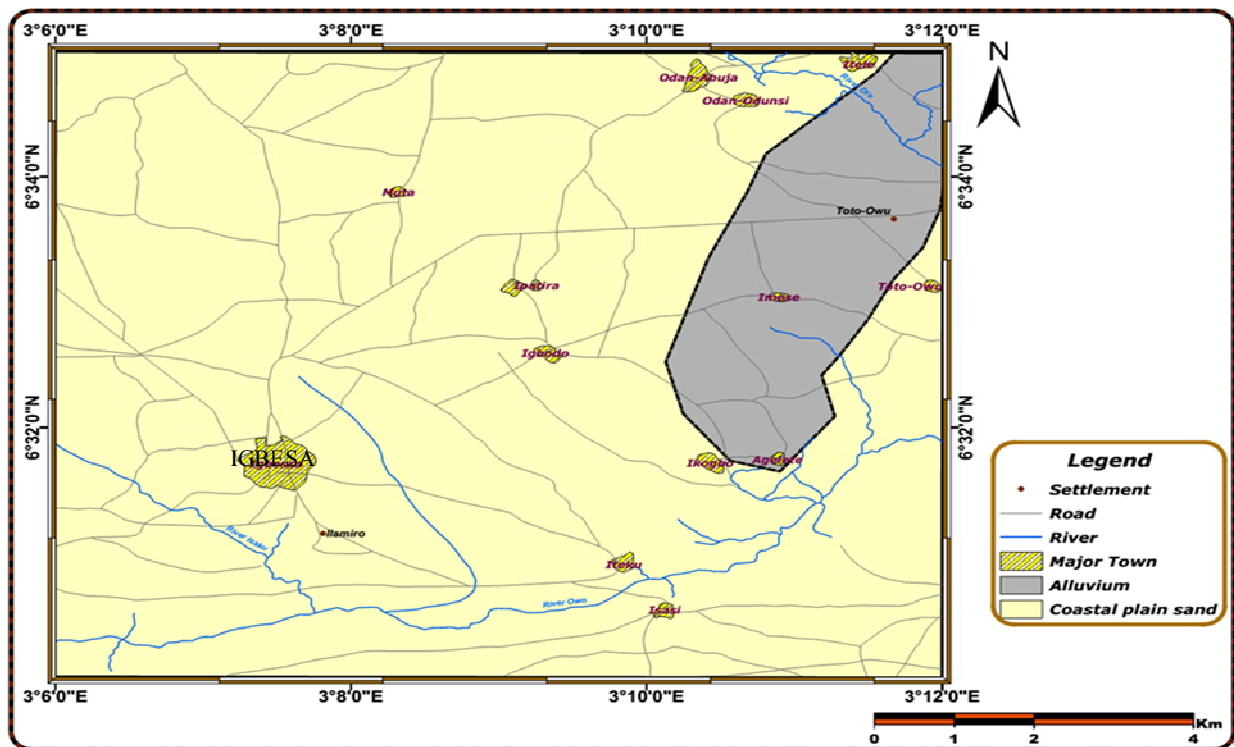 3°6'0"E 3°8'0"E 3°10'0"E 3°12'0"E
N
Odan-Abuja
Itele
Odan-Odunsi
6°34'0"N
6°34'0"N
Mota
Toto-Owu
Ipatira
Toto-Owu
Imose
Igbodo
6°32'0"N
6°32'0"N
IGBESA
Ikogbo
Ilamiro
River Owo
Iteku
Isasi
Legend
Settlement
Road
River
Major Town
Alluvium
Coastal plain sand
3°6'0"E 3°8'0"E 3°10'0"E 3°12'0"E
Km
0 1 2 4